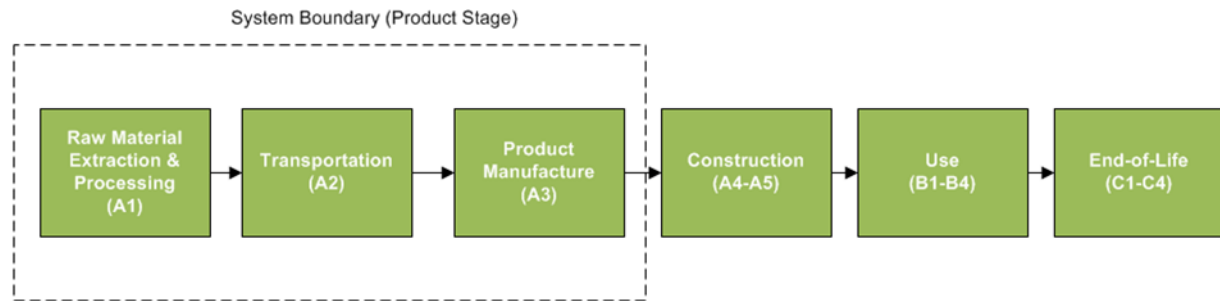 System Boundary (Product Stage)
Raw Material
Extraction &
Processing
(A1)
Transportation
(A2)
Product
Manufacture
(A3)
Construction
(A4-A5)
Use
(B1-B4)
End-of-Life
(C1-C4)